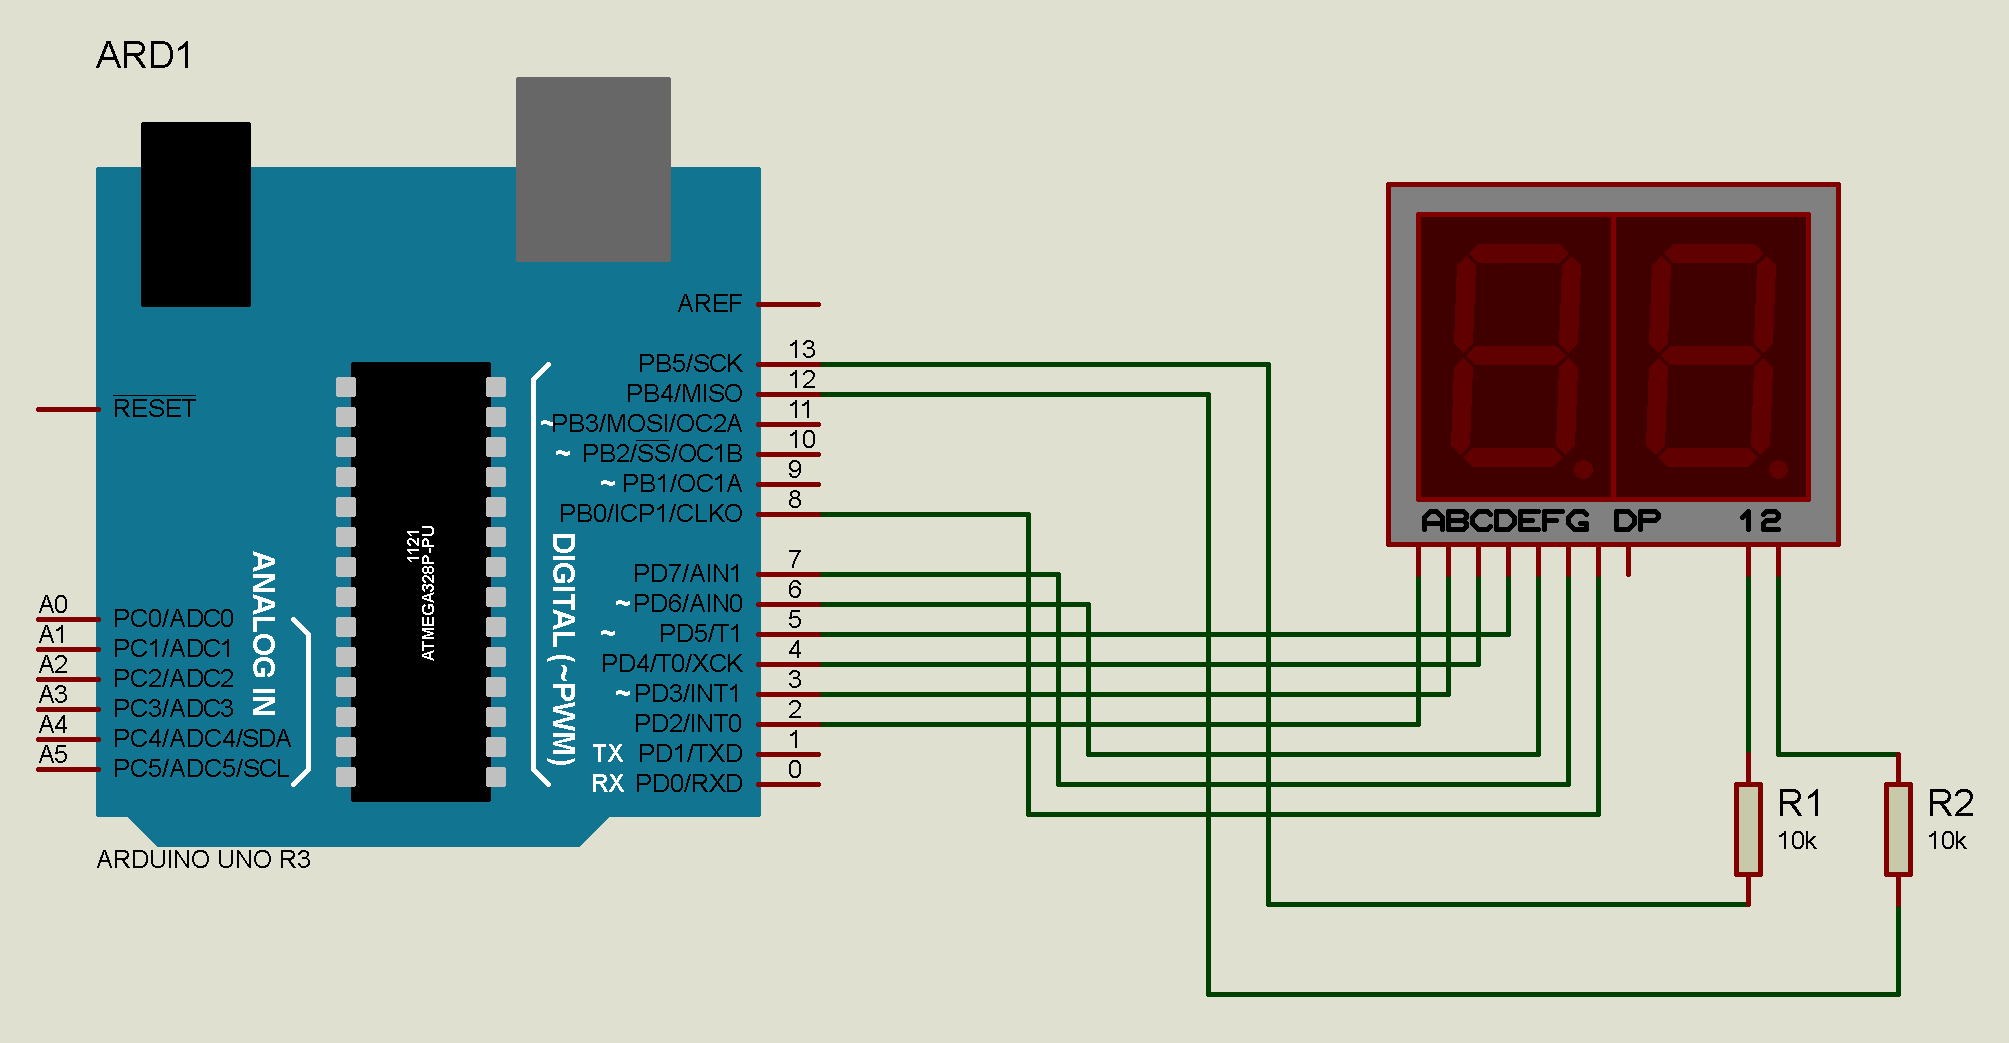 ARD1
AREF
13
PB5/SCK
12
PB4/MISO
11
~PB3/MOSI/OC2A
10
~ PB2/SS/OC1B
9
~ PB1/OC1A
8
PB0/ICP1/CLKO
7
PD7/AIN1
6
~PD6/AIN0
5
~ PD5/T1
4
PD4/T0/XCK
3
~PD3/INT1
2
PD2/INT0
1
TX PD1/TXD
0
RX PD0/RXD
RESET
A0
PC0/ADC0
A1
PC1/ADC1
A2
PC2/ADC2
A3
PC3/ADC3
A4
PC4/ADC4/SDA
A5
PC5/ADC5/SCL
ANALOG IN
1121
ATMEGA328P-PU
DIGITAL (~PWM)
ARDUINO UNO R3
ABCDEFG DP 12
R1
10k
R2
10k